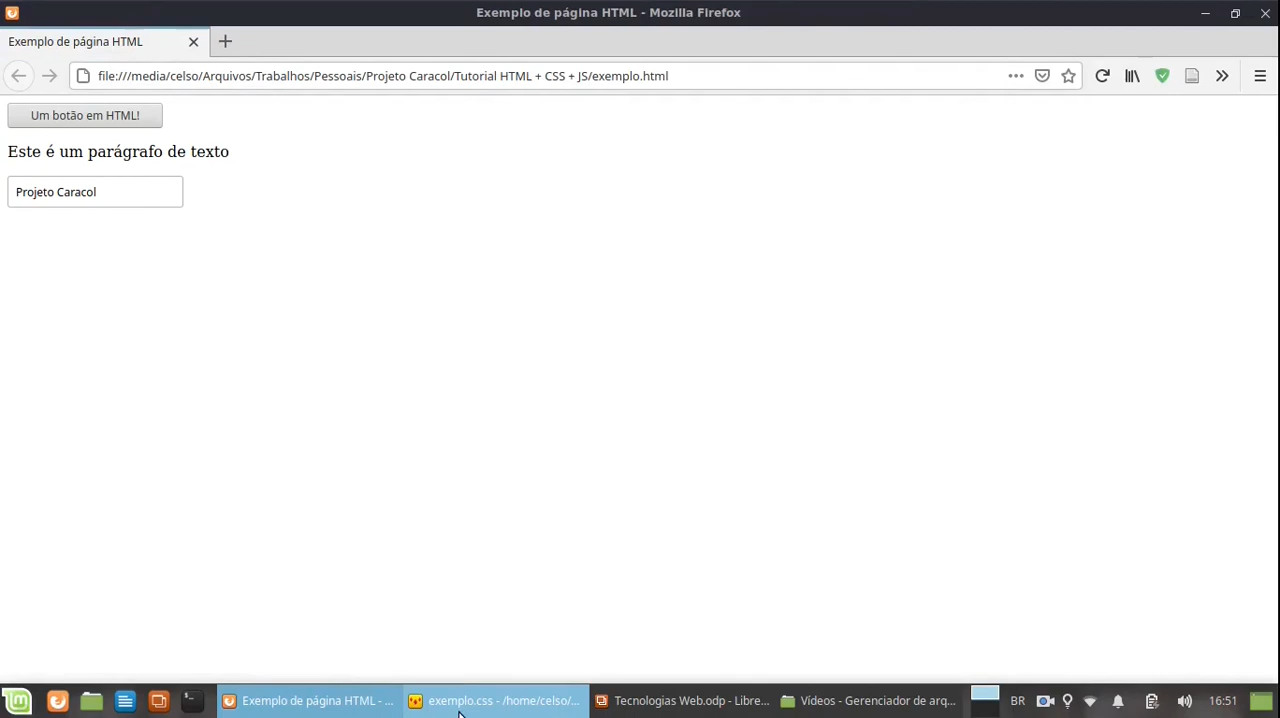 Exemplo de página HTML - Mozilla Firefox
Exemplo de página HTML
file:///media/celso/Arquivos/Trabalhos/Pessoais/Projeto Caracol/Tutorial HTML + CSS + JS/exemplo.html
Um botão em HTML!
Este é um parágrafo de texto
Projeto Caracol
Exemplo de página HTML - ...
exemplo.css - /home/celso/...
Tecnologias Web.odp - Libre...
Vídeos - Gerenciador de arq...
BR
16:51